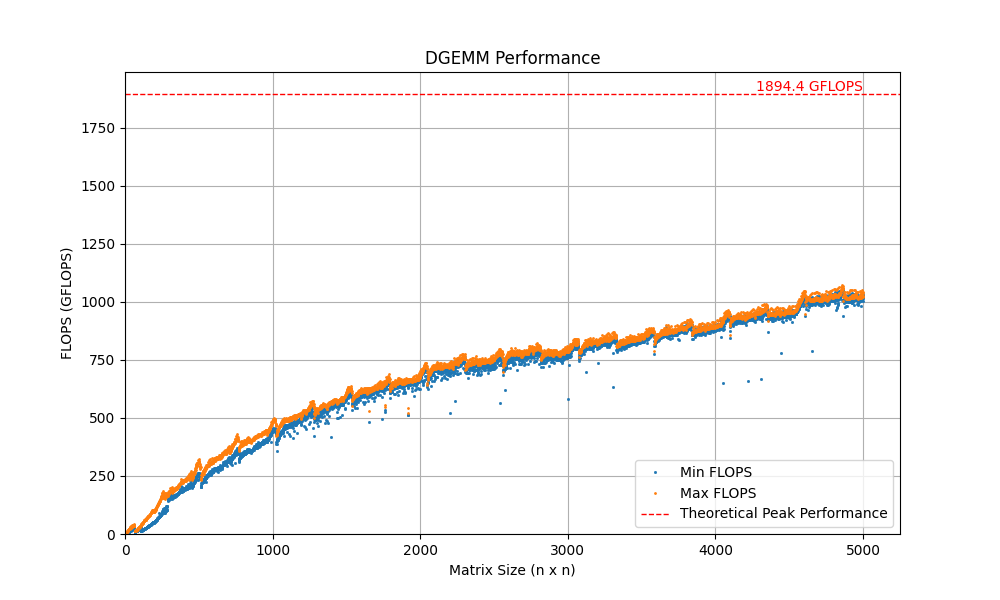 DGEMM Performance
1894.4 GFLOPS
1750
1500
1250
1000
750
500
250
0
FLOPS (GFLOPS)
Min FLOPS
Max FLOPS
Theoretical Peak Performance
0 1000 2000 3000 4000 5000
Matrix Size (n x n)